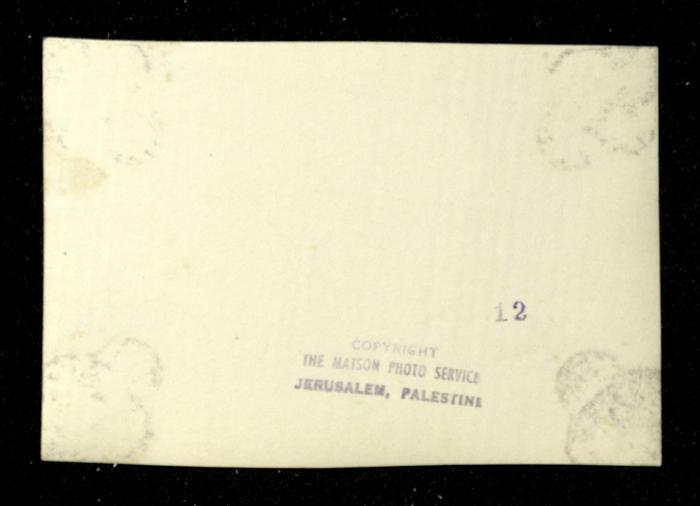 12
COPYRIGHT
THE MATSON PHOTO SERVICE
JERUSALEM, PALESTINE